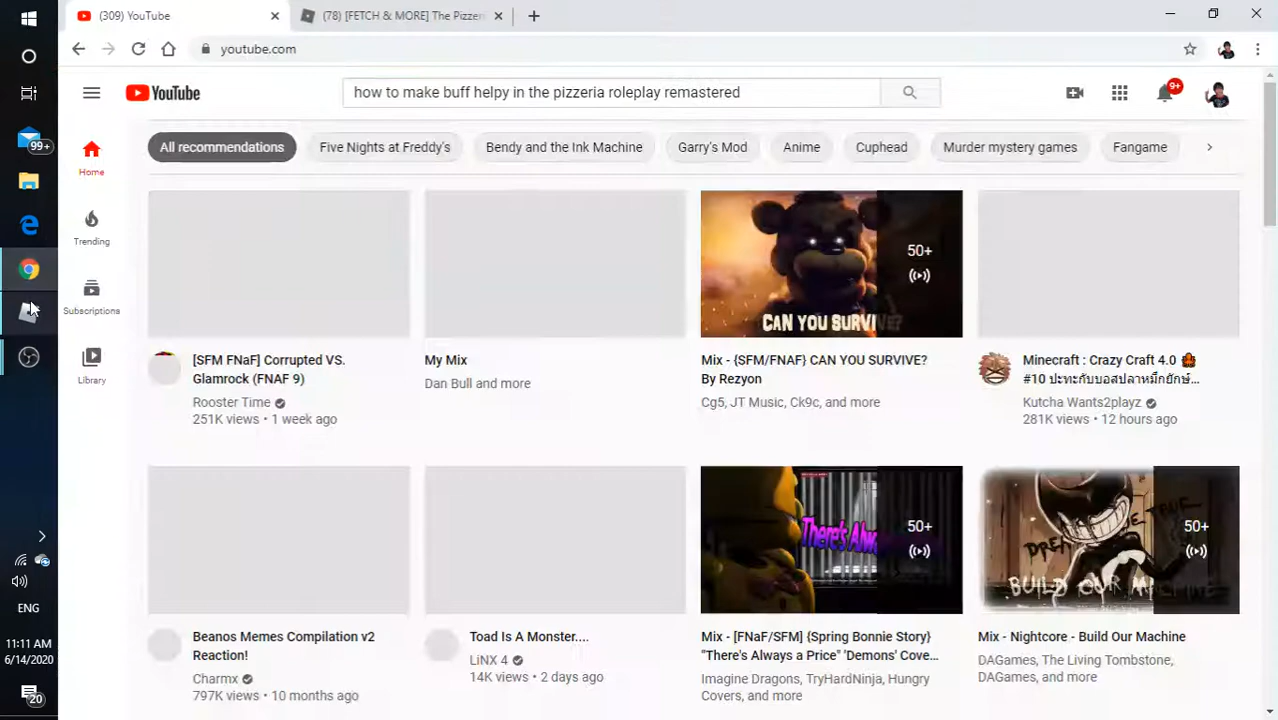 (309) YouTube
(78) [FETCH & MORE] The Pizzeri
youtube.com
YouTube
how to make buff helpy in the pizzeria roleplay remastered
9+
99+
Home
Trending
Subscriptions
Library
All recommendations
Five Nights at Freddy's
Bendy and the Ink Machine
Garry's Mod
Anime
Cuphead
Murder mystery games
Fangame
50+
CAN YOU SURVIVE?
[SFM FNaF] Corrupted VS.
Glamrock (FNAF 9)
Rooster Time
251K views • 1 week ago
My Mix
Dan Bull and more
Mix - {SFM/FNAF} CAN YOU SURVIVE?
By Rezyon
Cg5, JT Music, Ck9c, and more
Minecraft : Crazy Craft 4.0
#10 ปะทะกับบอสปลาหมึกยักษ์...
Kutcha Wants2playz
281K views • 12 hours ago
There's Alwa
50+
DREA
E TRUE
BUILD OUR MACHINE
50+
Beanos Memes Compilation v2
Reaction!
Charmx
797K views • 10 months ago
Toad Is A Monster....
LiNX 4
14K views • 2 days ago
Mix - [FNaF/SFM] {Spring Bonnie Story}
"There's Always a Price" 'Demons' Cove...
Imagine Dragons, TryHardNinja, Hungry
Covers, and more
Mix - Nightcore - Build Our Machine
DAGames, The Living Tombstone,
DAGames, and more
ENG
11:11 AM
6/14/2020
20